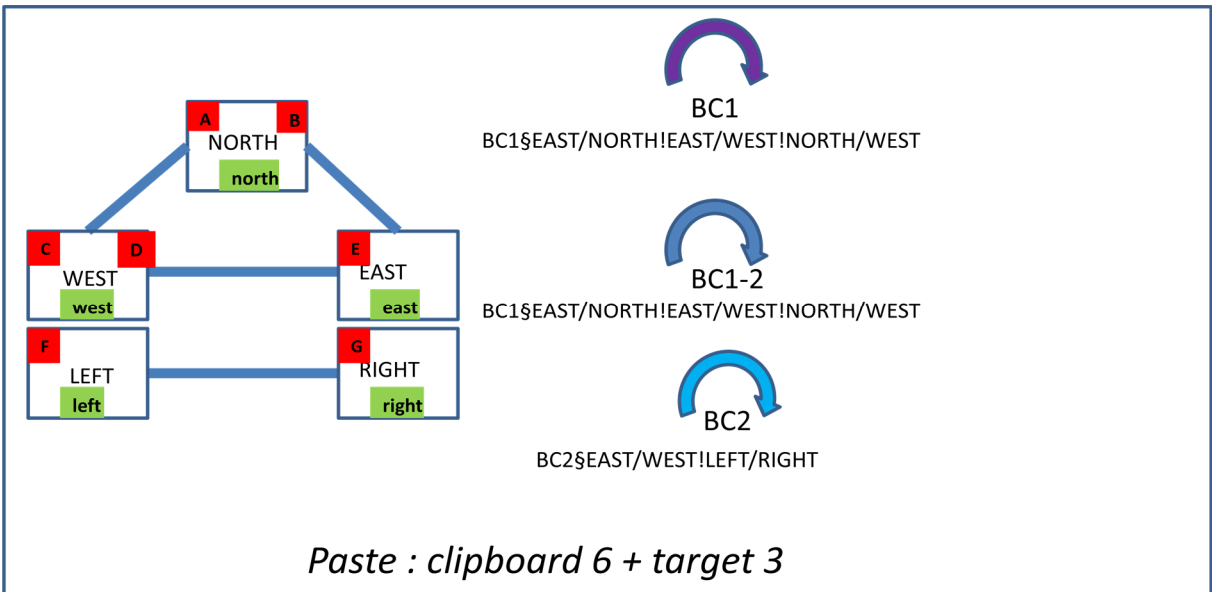 A B
NORTH
north
C D
WEST
west
E
EAST
east
F
LEFT
left
G
RIGHT
right
BC1
BC1§EAST/NORTH!EAST/WEST!NORTH/WEST
BC1-2
BC1§EAST/NORTH!EAST/WEST!NORTH/WEST
BC2
BC2§EAST/WEST!LEFT/RIGHT
Paste : clipboard 6 + target 3